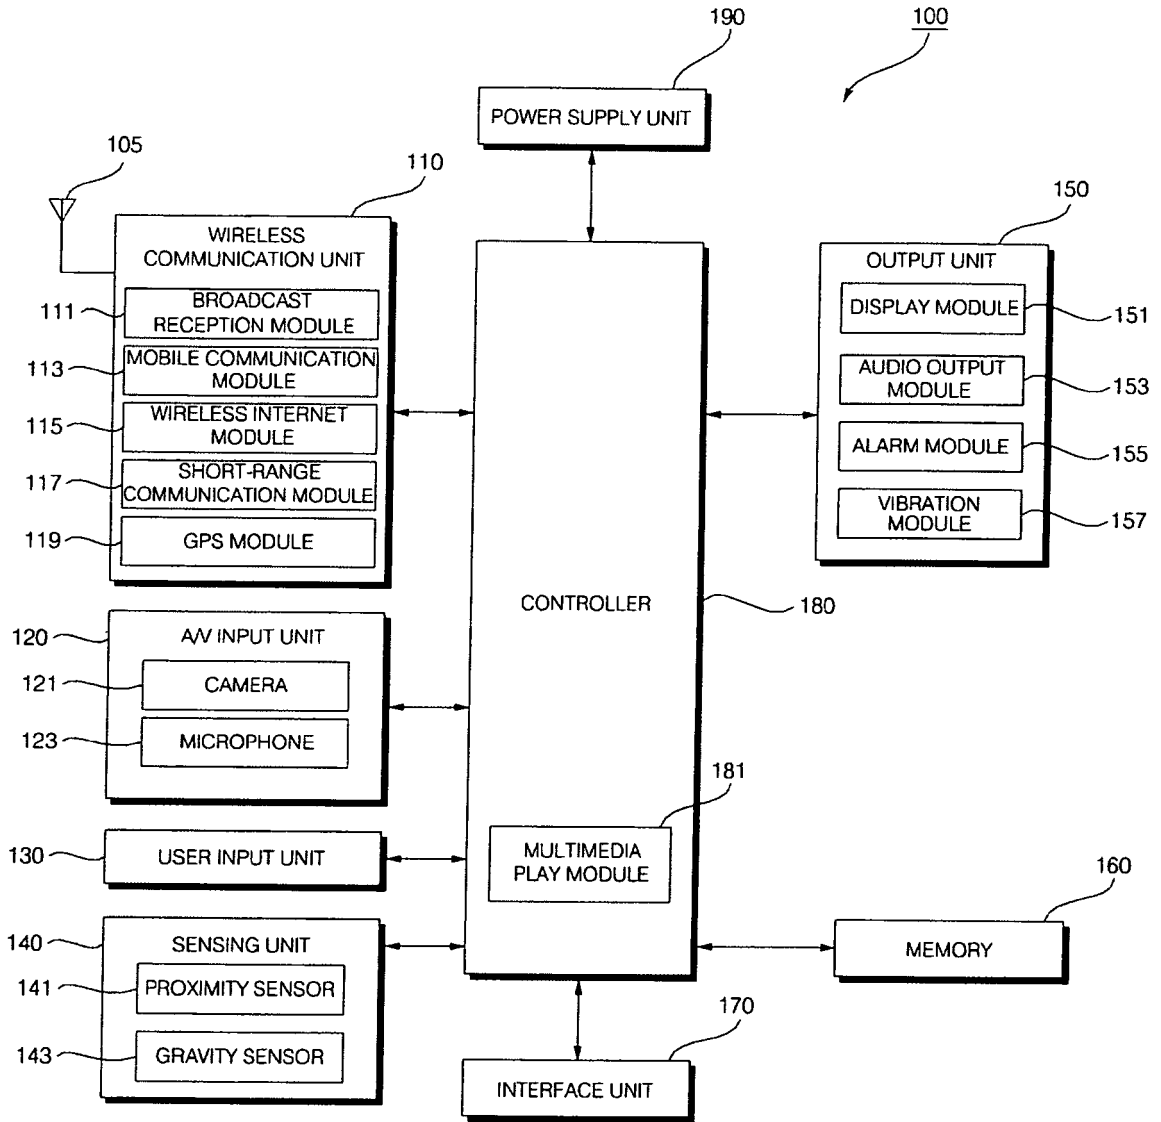 190
100
POWER SUPPLY UNIT
105
110
WIRELESS
COMMUNICATION UNIT
111
BROADCAST
RECEPTION MODULE
113
MOBILE COMMUNICATION
MODULE
115
WIRELESS INTERNET
MODULE
117
SHORT-RANGE
COMMUNICATION MODULE
119
GPS MODULE
150
OUTPUT UNIT
DISPLAY MODULE
151
AUDIO OUTPUT
MODULE
153
ALARM MODULE
155
VIBRATION
MODULE
157
CONTROLLER
180
120
A/V INPUT UNIT
121
CAMERA
123
MICROPHONE
181
MULTIMEDIA
PLAY MODULE
130
USER INPUT UNIT
160
MEMORY
140
SENSING UNIT
141
PROXIMITY SENSOR
143
GRAVITY SENSOR
170
INTERFACE UNIT